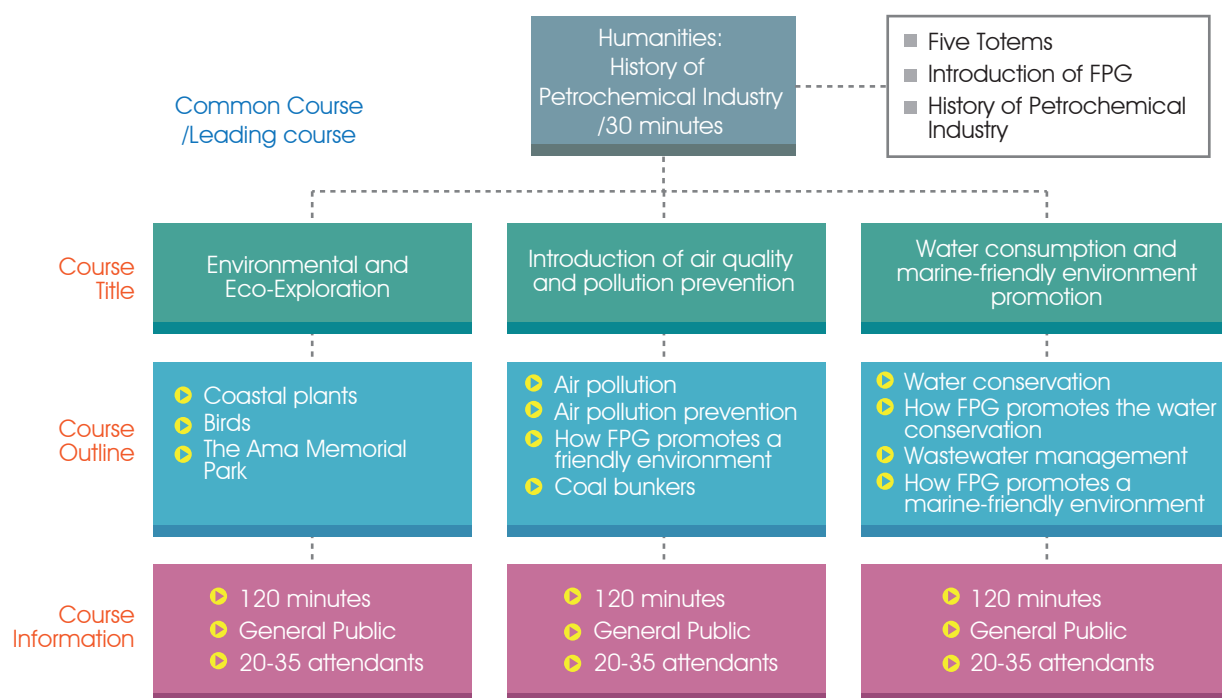 Humanities:
History of
Petrochemical Industry
/30 minutes
Five Totems
Introduction of FPG
History of Petrochemical
Industry
Common Course
/Leading course
Course
Title
Environmental and
Eco-Exploration
Introduction of air quality
and pollution prevention
Water consumption and
marine-friendly environment
promotion
Course
Outline
Coastal plants
Birds
The Ama Memorial
Park
Air pollution
Air pollution prevention
How FPG promotes a
friendly environment
Coal bunkers
Water conservation
How FPG promotes the water
conservation
Wastewater management
How FPG promotes a
marine-friendly environment
Course
Information
120 minutes
General Public
20-35 attendants
120 minutes
General Public
20-35 attendants
120 minutes
General Public
20-35 attendants